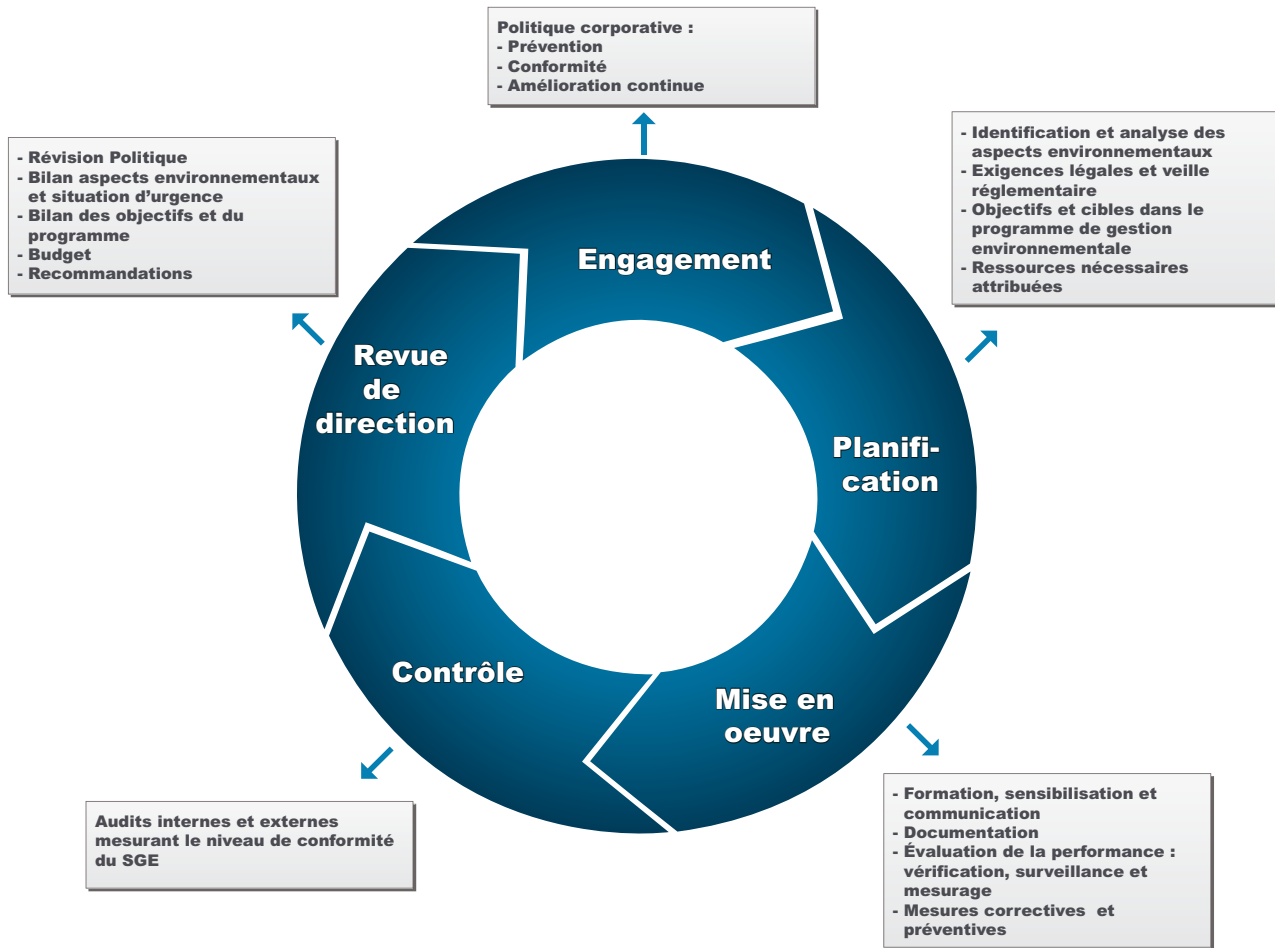 Politique corporative :
- Prévention
- Conformité
- Amélioration continue
- Identification et analyse des
aspects environnementaux
- Exigences légales et veille
réglementaire
- Objectifs et cibles dans le
programme de gestion
environnementale
- Ressources nécessaires
attribuées
- Révision Politique
- Bilan aspects environnementaux
et situation d’urgence
- Bilan des objectifs et du
programme
- Budget
- Recommandations
Engagement
Revue
de
direction
Planifi-
cation
Contrôle
Mise en
oeuvre
Audits internes et externes
mesurant le niveau de conformité
du SGE
- Formation, sensibilisation et
communication
- Documentation
- Évaluation de la performance :
vérification, surveillance et
mesurage
- Mesures correctives et
préventives